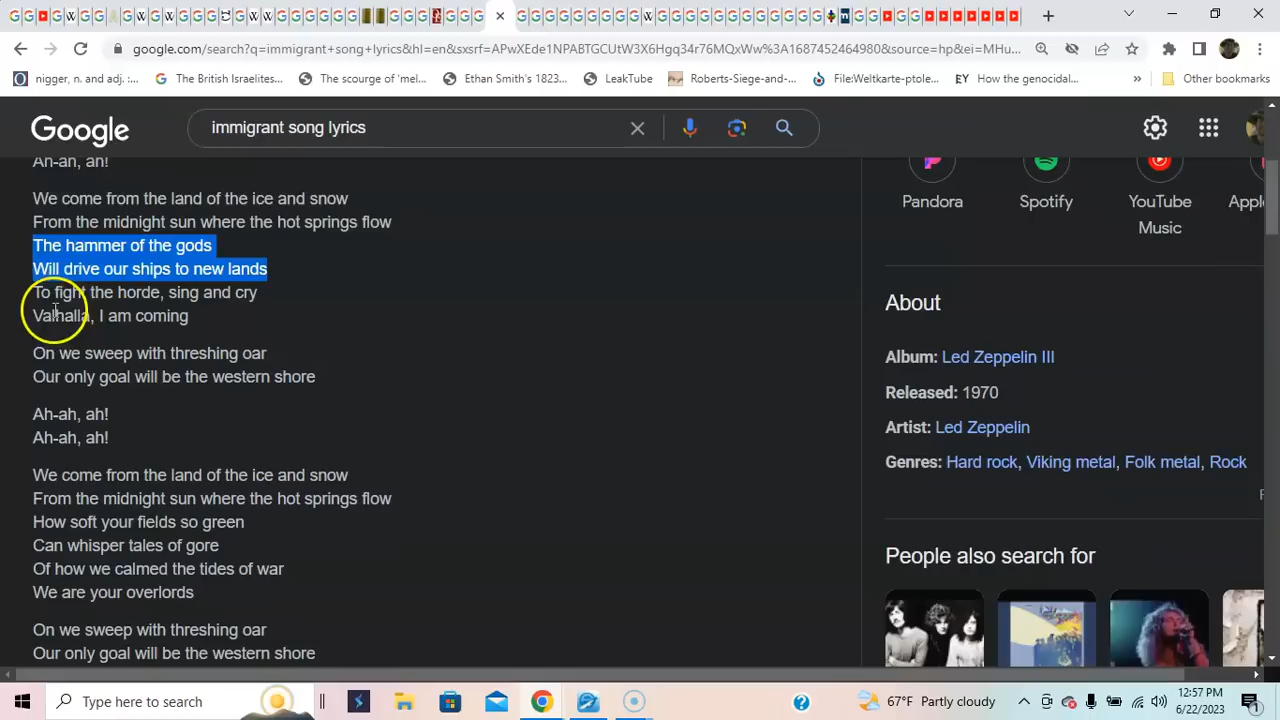 google.com/search?q=immigrant+song+lyrics&hl=en&sxsrf=APwXEde1NPABTGCUtW3X6Hgq34r76MQxVw%3A1687452464980&source=hp&ei=MHu...
nigger, n. and adj. :...
The British Israelites...
The scourge of 'mel...
Ethan Smith's 1823...
LeakTube
Roberts-Siege-and-...
File:Weltkarte-ptole...
EY
How the genocidal...
»
Other bookmarks
Google
immigrant song lyrics
Ah-ah, ah!
We come from the land of the ice and snow
From the midnight sun where the hot springs flow
The hammer of the gods
Will drive our ships to new lands
To fight the horde, sing and cry
Valhalla, I am coming
On we sweep with threshing oar
Our only goal will be the western shore
Ah-ah, ah!
Ah-ah, ah!
We come from the land of the ice and snow
From the midnight sun where the hot springs flow
How soft your fields so green
Can whisper tales of gore
Of how we calmed the tides of war
We are your overlords
On we sweep with threshing oar
Our only goal will be the western shore
Pandora
Spotify
YouTube
Music
Appl
About
Album: Led Zeppelin III
Released: 1970
Artist: Led Zeppelin
Genres: Hard rock, Viking metal, Folk metal, Rock
People also search for
Type here to search
67°F Partly cloudy
12:57 PM
6/22/2023